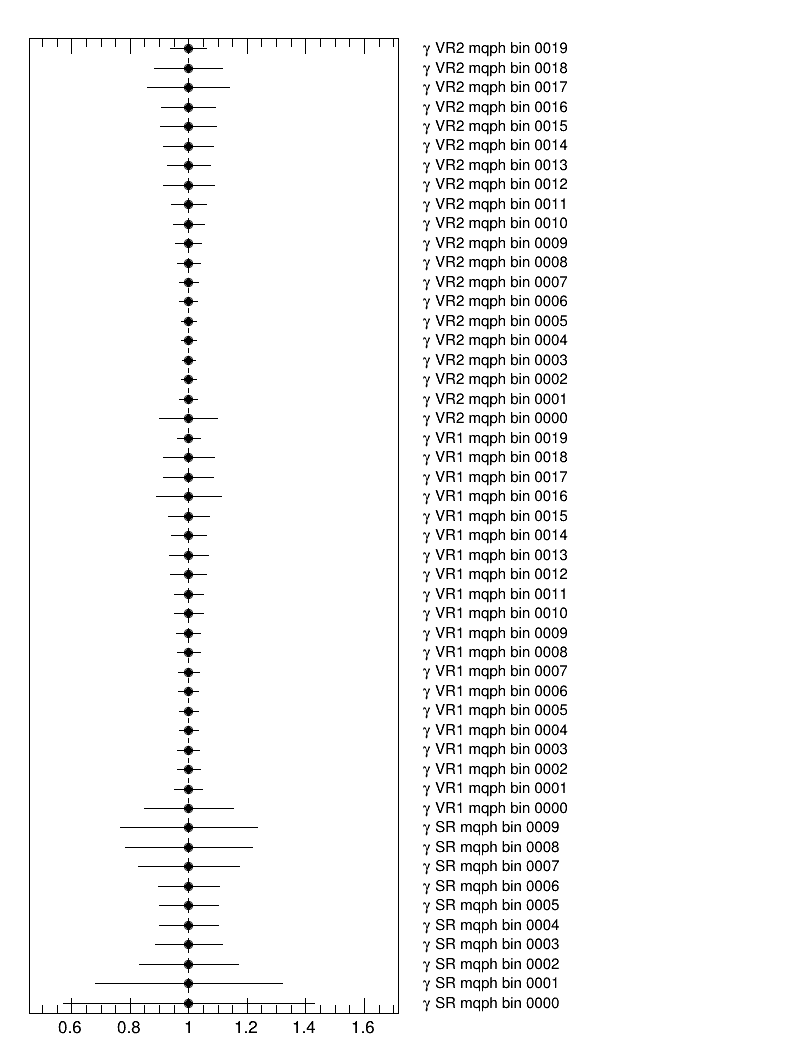 γ VR2 mqph bin 0019
γ VR2 mqph bin 0018
γ VR2 mqph bin 0017
γ VR2 mqph bin 0016
γ VR2 mqph bin 0015
γ VR2 mqph bin 0014
γ VR2 mqph bin 0013
γ VR2 mqph bin 0012
γ VR2 mqph bin 0011
γ VR2 mqph bin 0010
γ VR2 mqph bin 0009
γ VR2 mqph bin 0008
γ VR2 mqph bin 0007
γ VR2 mqph bin 0006
γ VR2 mqph bin 0005
γ VR2 mqph bin 0004
γ VR2 mqph bin 0003
γ VR2 mqph bin 0002
γ VR2 mqph bin 0001
γ VR2 mqph bin 0000
γ VR1 mqph bin 0019
γ VR1 mqph bin 0018
γ VR1 mqph bin 0017
γ VR1 mqph bin 0016
γ VR1 mqph bin 0015
γ VR1 mqph bin 0014
γ VR1 mqph bin 0013
γ VR1 mqph bin 0012
γ VR1 mqph bin 0011
γ VR1 mqph bin 0010
γ VR1 mqph bin 0009
γ VR1 mqph bin 0008
γ VR1 mqph bin 0007
γ VR1 mqph bin 0006
γ VR1 mqph bin 0005
γ VR1 mqph bin 0004
γ VR1 mqph bin 0003
γ VR1 mqph bin 0002
γ VR1 mqph bin 0001
γ VR1 mqph bin 0000
γ SR mqph bin 0009
γ SR mqph bin 0008
γ SR mqph bin 0007
γ SR mqph bin 0006
γ SR mqph bin 0005
γ SR mqph bin 0004
γ SR mqph bin 0003
γ SR mqph bin 0002
γ SR mqph bin 0001
γ SR mqph bin 0000
0.6 0.8 1 1.2 1.4 1.6